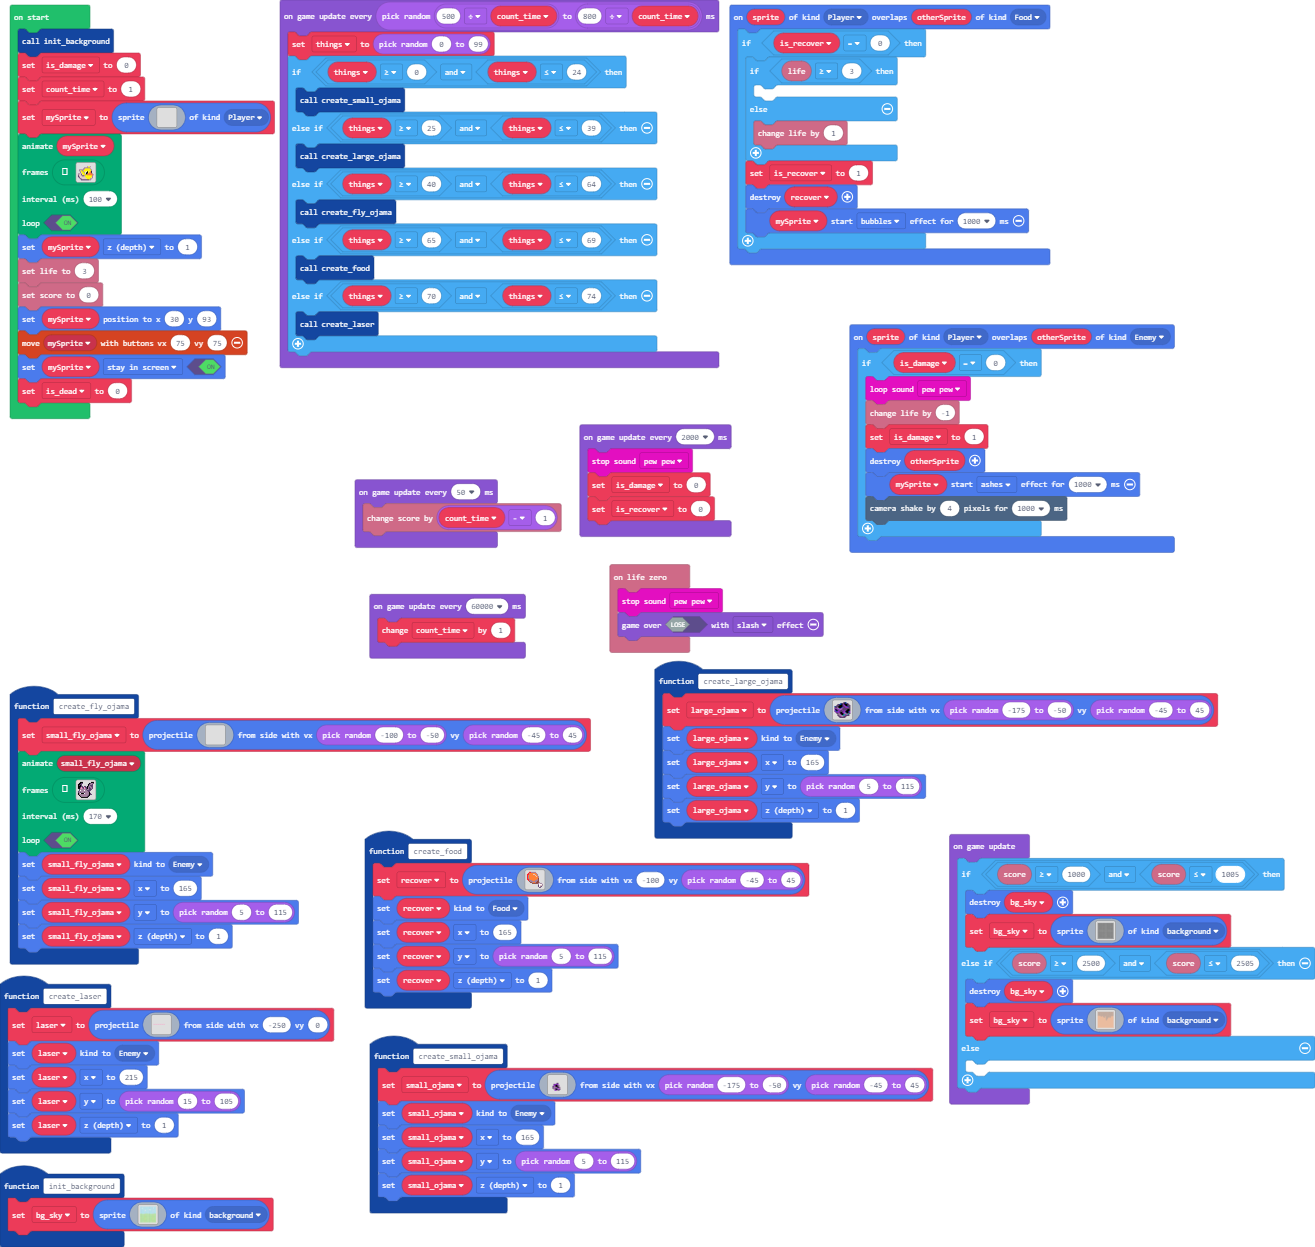 on start
call init_background
set is_damage to 0
set count_time to 1
set mySprite to sprite of kind Player
animate mySprite
frames
interval (ms) 100
loop ON
set mySprite z (depth) to 1
set life to 3
set score to 0
set mySprite position to x 30 y 93
move mySprite with buttons vx 75 vy 75
set mySprite stay in screen ON
set is_dead to 0
on game update every pick random 500 ÷ count_time to 800 ÷ count_time ms
set things to pick random 0 to 99
if things ≥ 0 and things ≤ 24 then
call create_small_ojama
else if things ≥ 25 and things ≤ 39 then
call create_large_ojama
else if things ≥ 40 and things ≤ 64 then
call create_fly_ojama
else if things ≥ 65 and things ≤ 69 then
call create_food
else if things ≥ 70 and things ≤ 74 then
call create_laser
on sprite of kind Player overlaps otherSprite of kind Food
if is_recover = 0 then
if life ≥ 3 then
else
change life by 1
set is_recover to 1
destroy recover
mySprite start bubbles effect for 1000 ms
on sprite of kind Player overlaps otherSprite of kind Enemy
if is_damage = 0 then
loop sound pew pew
change life by -1
set is_damage to 1
destroy otherSprite
mySprite start ashes effect for 1000 ms
camera shake by 4 pixels for 1000 ms
on game update every 2000 ms
stop sound pew pew
set is_damage to 0
set is_recover to 0
on game update every 50 ms
change score by count_time - 1
on life zero
stop sound pew pew
game over LOSE with slash effect
on game update every 60000 ms
change count_time by 1
function create_large_ojama
set large_ojama to projectile from side with vx pick random -175 to -50 vy pick random -45 to 45
set large_ojama kind to Enemy
set large_ojama x to 165
set large_ojama y to pick random 5 to 115
set large_ojama z (depth) to 1
function create_fly_ojama
set small_fly_ojama to projectile from side with vx pick random -100 to -50 vy pick random -45 to 45
animate small_fly_ojama
frames
interval (ms) 170
loop ON
set small_fly_ojama kind to Enemy
set small_fly_ojama x to 165
set small_fly_ojama y to pick random 5 to 115
set small_fly_ojama z (depth) to 1
function create_food
set recover to projectile from side with vx -100 vy pick random -45 to 45
set recover kind to Food
set recover x to 165
set recover y to pick random 5 to 115
set recover z (depth) to 1
on game update
if score ≥ 1000 and score ≤ 1005 then
destroy bg_sky
set bg_sky to sprite of kind background
else if score ≥ 2500 and score ≤ 2505 then
destroy bg_sky
set bg_sky to sprite of kind background
else
function create_laser
set laser to projectile from side with vx -250 vy 0
set laser kind to Enemy
set laser x to 215
set laser y to pick random 15 to 105
set laser z (depth) to 1
function create_small_ojama
set small_ojama to projectile from side with vx pick random -175 to -50 vy pick random -45 to 45
set small_ojama kind to Enemy
set small_ojama x to 165
set small_ojama y to pick random 5 to 115
set small_ojama z (depth) to 1
function init_background
set bg_sky to sprite of kind background